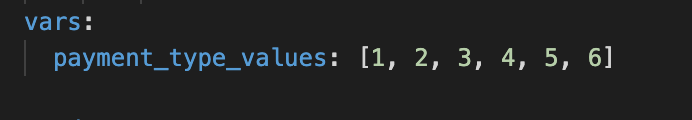 vars:
payment_type_values: [1, 2, 3, 4, 5, 6]